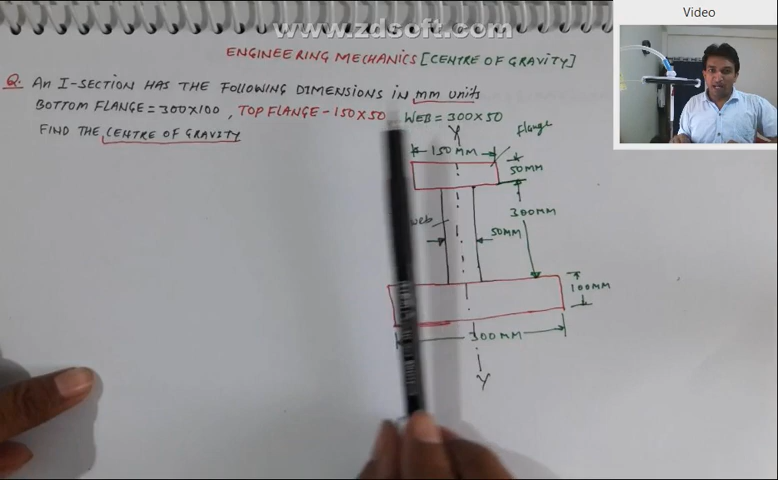 www.zdsoft.com
Video
ENGINEERING MECHANICS [CENTRE OF GRAVITY]
Q. AN I-SECTION HAS THE FOLLOWING DIMENSIONS IN MM UNITS
BOTTOM FLANGE = 300X100, TOP FLANGE - 150X50 WEB = 300X50
FIND THE CENTRE OF GRAVITY
Y
flange
150MM
50MM
300MM
web
50MM
100MM
300MM
Y